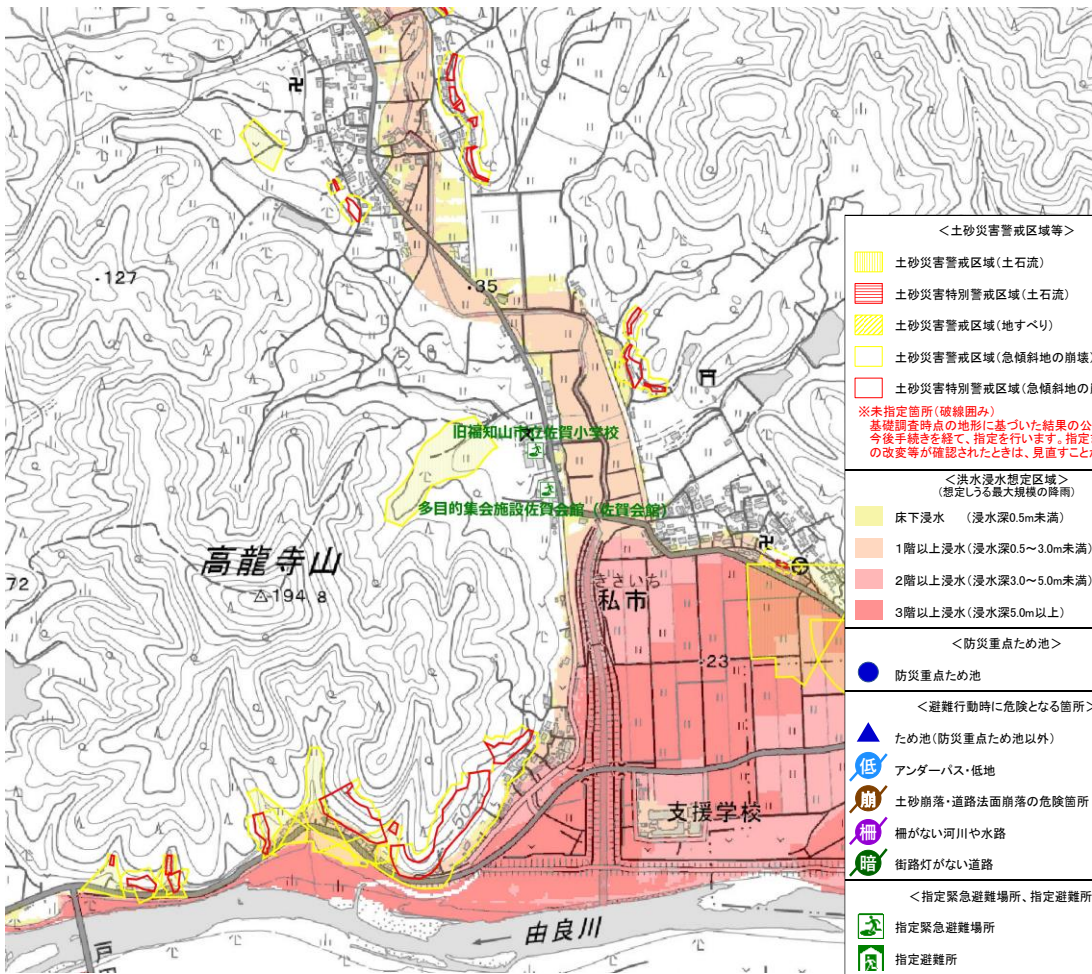 ・127
・35
旧福知山市立佐賀小学校
多目的集会施設佐賀会館（佐賀会館）
高龍寺山
△194.8
72
きさいち
私市
・23
50
支援学校
由良川
戸田
＜土砂災害警戒区域等＞
土砂災害警戒区域（土石流）
土砂災害特別警戒区域（土石流）
土砂災害警戒区域（地すべり）
土砂災害警戒区域（急傾斜地の崩壊
土砂災害特別警戒区域（急傾斜地の
※未指定箇所（破線囲み）
基礎調査時点の地形に基づいた結果の公
今後手続きを経て、指定を行います。指定
の改変等が確認されたときは、見直すこと
＜洪水浸水想定区域＞
（想定しうる最大規模の降雨）
床下浸水　（浸水深0.5m未満）
1階以上浸水（浸水深0.5～3.0m未満）
2階以上浸水（浸水深3.0～5.0m未満）
3階以上浸水（浸水深5.0m以上）
＜防災重点ため池＞
防災重点ため池
＜避難行動時に危険となる箇所＞
ため池（防災重点ため池以外）
低 アンダーパス・低地
崩 土砂崩落・道路法面崩落の危険箇所
柵 柵がない河川や水路
暗 街路灯がない道路
＜指定緊急避難場所、指定避難所
指定緊急避難場所
指定避難所